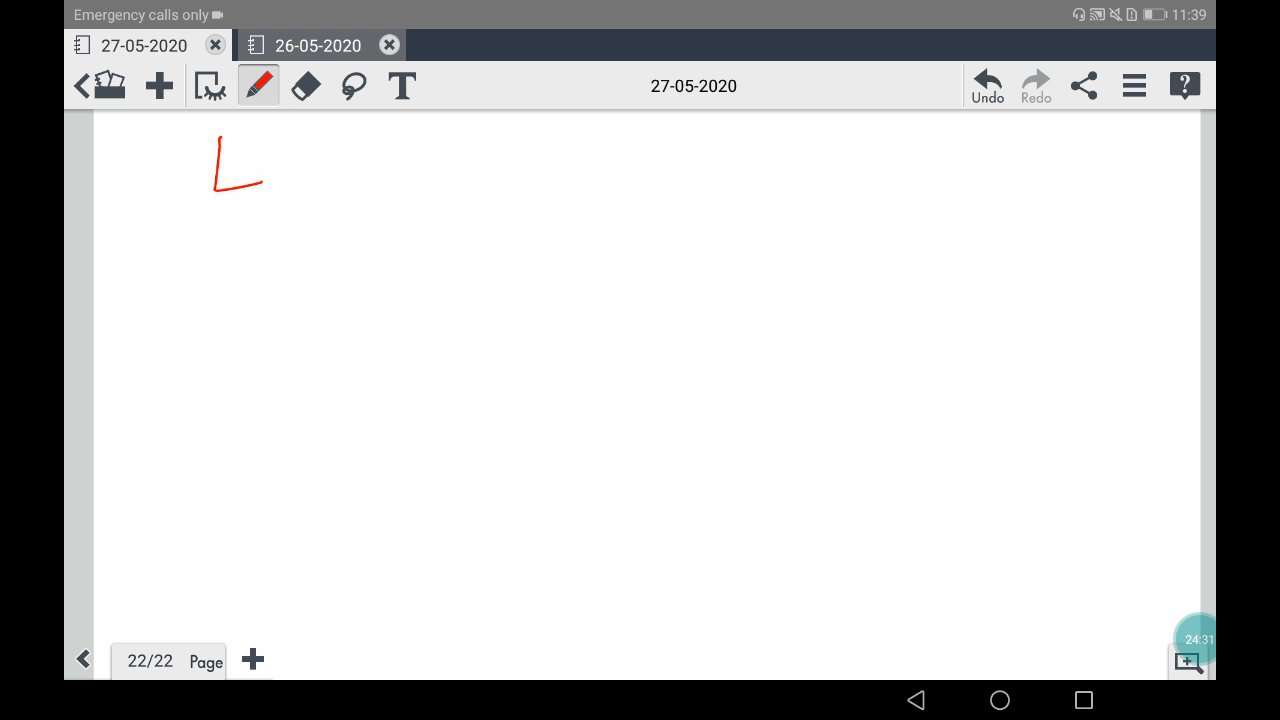 Emergency calls only 11:39
27-05-2020 26-05-2020
T 27-05-2020 Undo Redo ?
L
24:31
22/22 Page